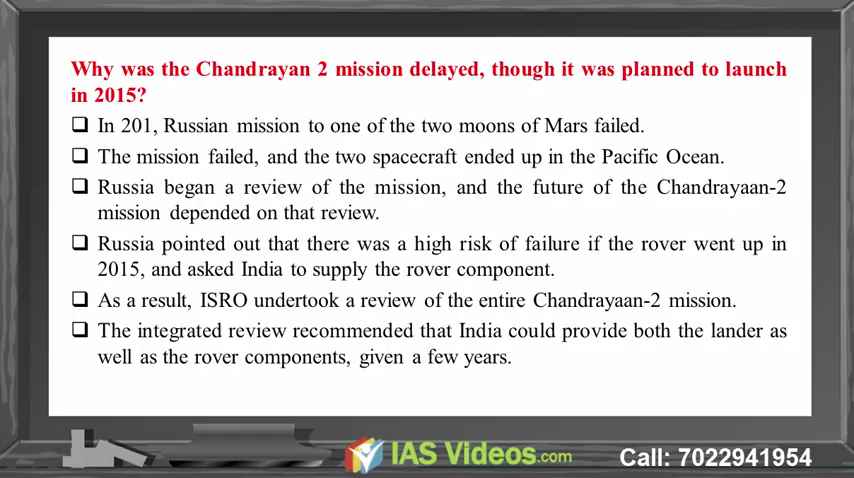 Why was the Chandrayan 2 mission delayed, though it was planned to launch
in 2015?
❑ In 201, Russian mission to one of the two moons of Mars failed.
❑ The mission failed, and the two spacecraft ended up in the Pacific Ocean.
❑ Russia began a review of the mission, and the future of the Chandrayaan-2
mission depended on that review.
❑ Russia pointed out that there was a high risk of failure if the rover went up in
2015, and asked India to supply the rover component.
❑ As a result, ISRO undertook a review of the entire Chandrayaan-2 mission.
❑ The integrated review recommended that India could provide both the lander as
well as the rover components, given a few years.
IAS Videos.com
Call: 7022941954